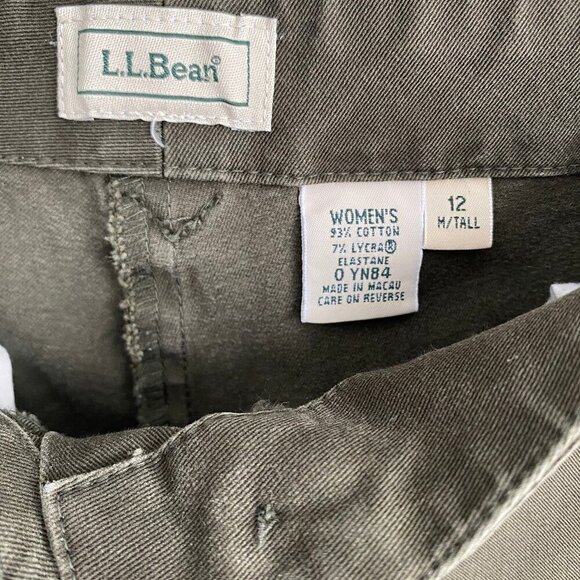 L.L.Bean®
WOMEN'S
93% COTTON
7% LYCRA®
ELASTANE
0 YN84
MADE IN MACAU
CARE ON REVERSE
12
M/TALL